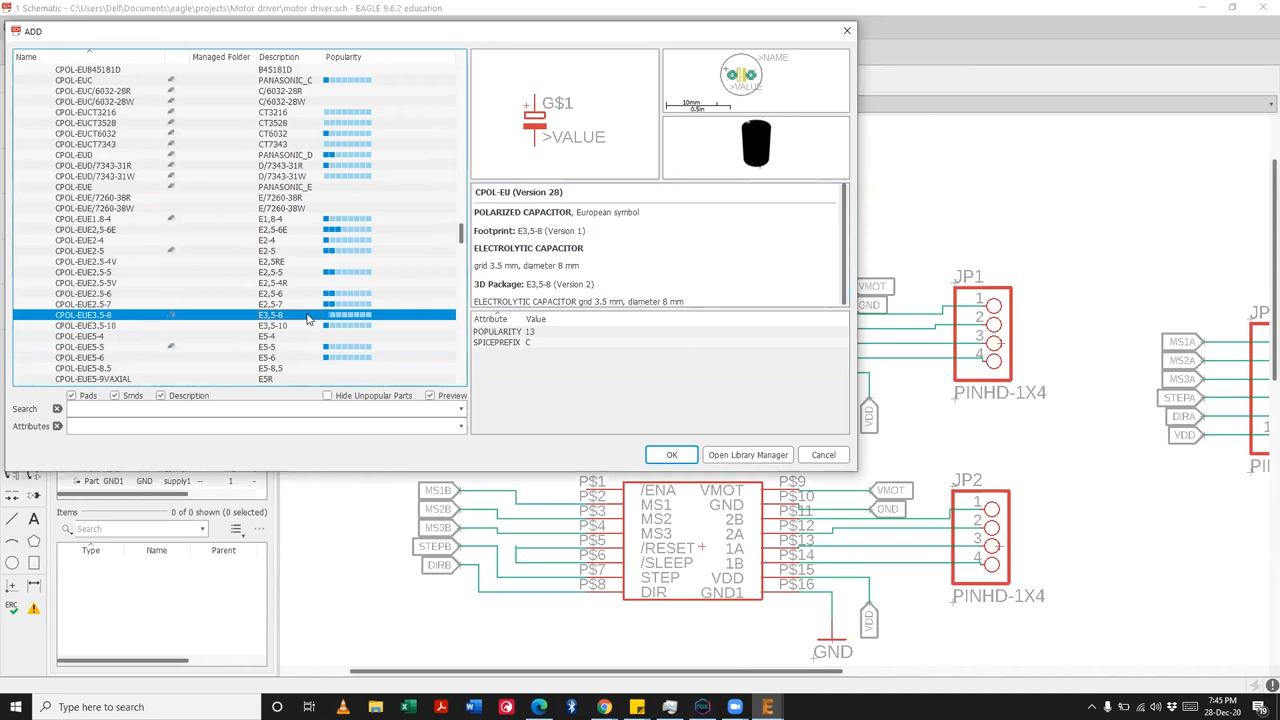 1 Schematic - C:\Users\Dell\Documents\eagle\projects\Motor driver\motor driver.sch - EAGLE 9.6.2 education
ADD
Name Managed Folder Description Popularity
CPOL-EUB45181D B45181D
CPOL-EUC PANASONIC_C
CPOL-EUC/6032-28R C/6032-28R
CPOL-EUC/6032-28W C/6032-28W
CPOL-EUCT3216 CT3216
CPOL-EUCT3528 CT3528
CPOL-EUCT6032 CT6032
CPOL-EUCT7343 CT7343
CPOL-EUD PANASONIC_D
CPOL-EUD/7343-31R D/7343-31R
CPOL-EUD/7343-31W D/7343-31W
CPOL-EUE PANASONIC_E
CPOL-EUE/7260-38R E/7260-38R
CPOL-EUE/7260-38W E/7260-38W
CPOL-EUE1.8-4 E1,8-4
CPOL-EUE2,5-6E E2,5-6E
CPOL-EUE2-4 E2-4
CPOL-EUE2.5 E2-5
CPOL-EUE2.5-4V E2,5RE
CPOL-EUE2.5-5 E2,5-5
CPOL-EUE2.5-5V E2,5-4R
CPOL-EUE2.5-6 E2,5-6
CPOL-EUE2.5-7 E2,5-7
CPOL-EUE3.5-8 E3,5-8
CPOL-EUE3.5-10 E3,5-10
CPOL-EUE5-4 E5-4
CPOL-EUE5-5 E5-5
CPOL-EUE5-6 E5-6
CPOL-EUE5-8.5 E5-8,5
CPOL-EUE5-9VAXIAL E5R
Pads Smds Description Hide Unpopular Parts Preview
Search
Attributes
G$1
>VALUE
>NAME
>VALUE
10mm
0.5in
CPOL-EU (Version 28)
POLARIZED CAPACITOR, European symbol
Footprint: E3,5-8 (Version 1)
ELECTROLYTIC CAPACITOR
grid 3.5 mm, diameter 8 mm
3D Package: E3,5-8 (Version 2)
ELECTROLYTIC CAPACITOR grid 3.5 mm, diameter 8 mm
Attribute
POPULARITY 13
SPICEPREFIX C
OK Open Library Manager Cancel
VMOT
GND
VDD
JP1
1
2
3
4
PINHD-1X4
JP
MS1A
MS2A
MS3A
STEPA
DIRA
VDD
1
PI
Part GND1 GND supply1 1
Items 0 of 0 shown (0 selected)
Search
Type Name Parent
ERC
MS1B
MS2B
MS3B
STEPB
DIRB
P$1
P$2
P$3
P$4
P$5
P$6
P$7
P$8
/ENA VMOT
MS1 GND
MS2 2B
MS3 2A
/RESET 1A
/SLEEP 1B
STEP VDD
DIR GND1
P$9
P$10
P$11
P$12
P$13
P$14
P$15
P$16
VMOT
GND
VDD
GND
JP2
1
2
3
4
PINHD-1X4
Type here to search
7:45 PM
28-Dec-20